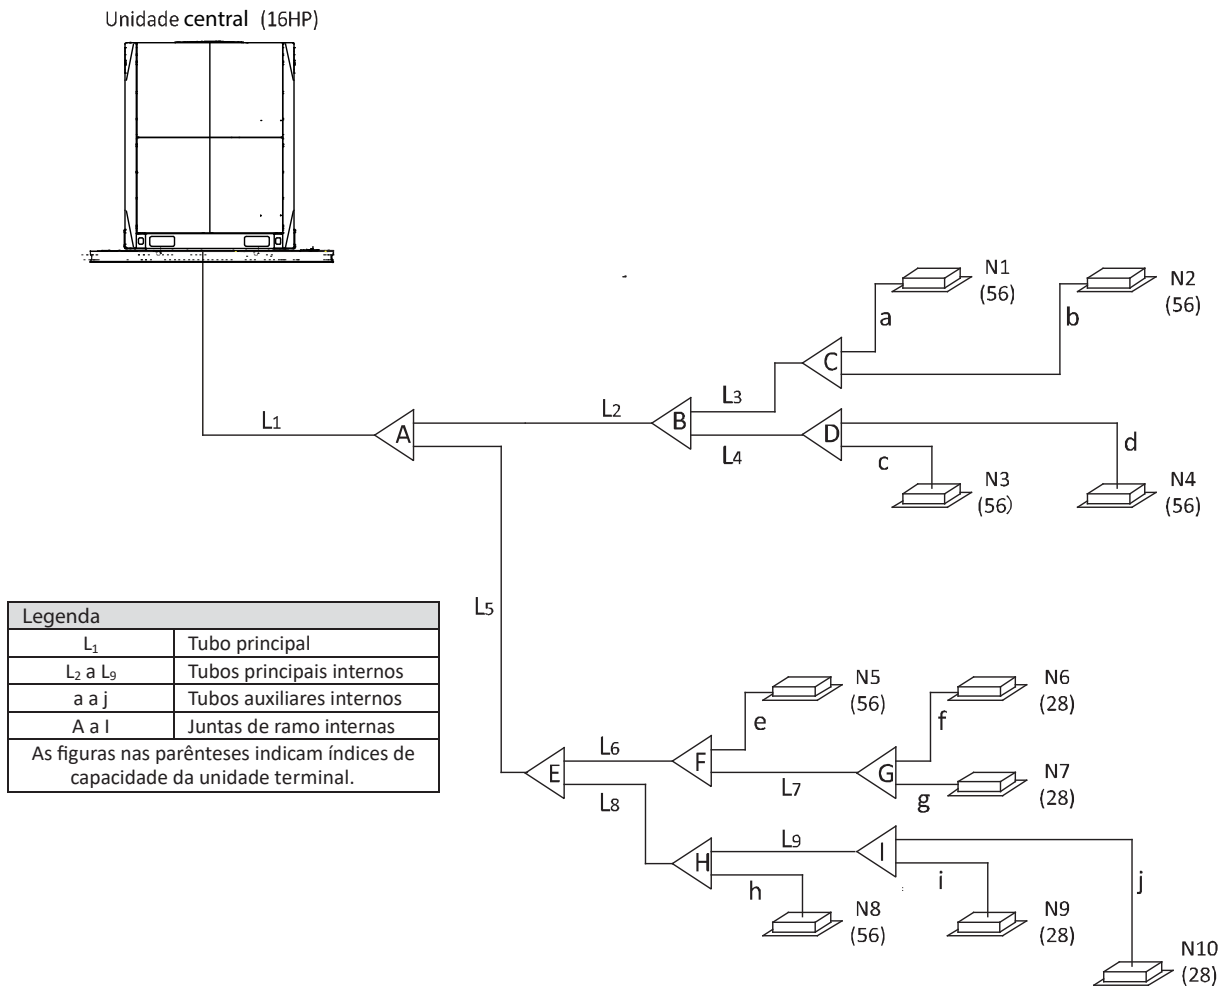 Unidade central (16HP)
N1
(56)
N2
(56)
a
b
C
L3
L2
B
L1
A
L4
D
c
d
N3
(56)
N4
(56)
L5
Legenda
L1 Tubo principal
L2 a L9 Tubos principais internos
a a j Tubos auxiliares internos
A a I Juntas de ramo internas
As figuras nas parênteses indicam índices de
capacidade da unidade terminal.
N5
(56)
N6
(28)
e
f
L6
F
E
L7
G
N7
(28)
g
L8
L9
I
H
h
i
j
N8
(56)
N9
(28)
N10
(28)